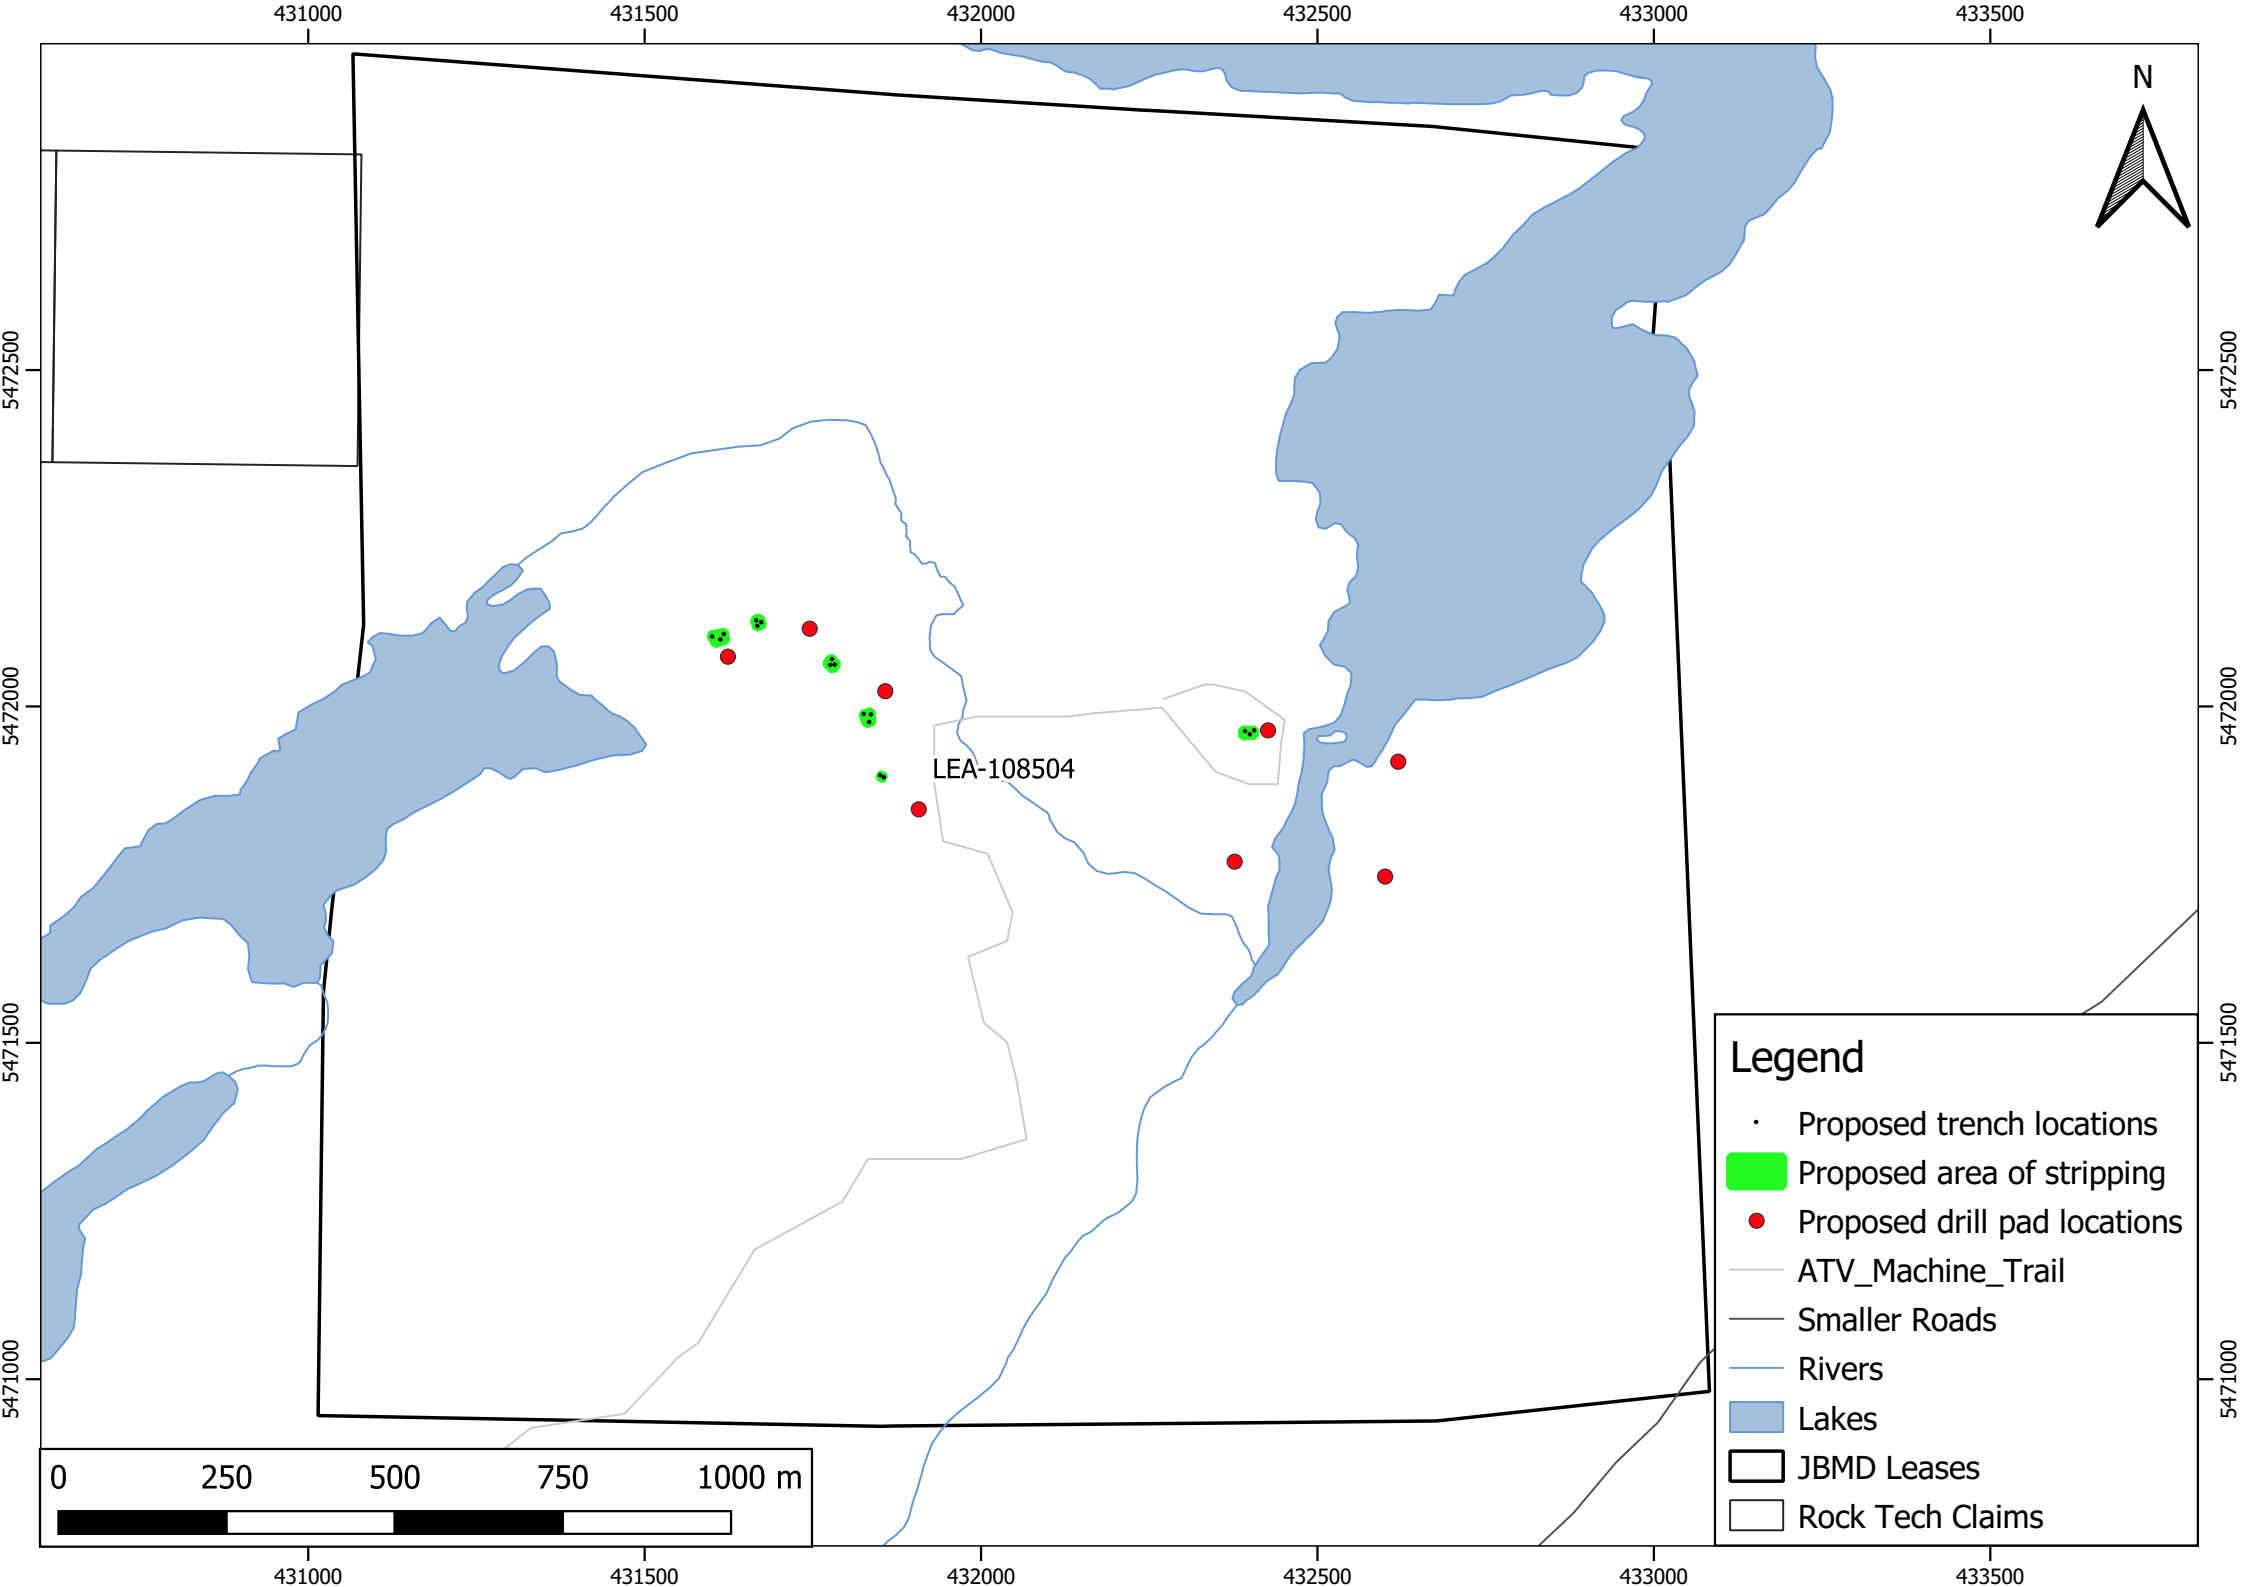 431000 431500 432000 432500 433000 433500
N
5472500 5472500
5472000 5472000
LEA-108504
5471500 5471500
5471000 5471000
Legend
Proposed trench locations
Proposed area of stripping
Proposed drill pad locations
ATV_Machine_Trail
Smaller Roads
Rivers
Lakes
JBMD Leases
Rock Tech Claims
0 250 500 750 1000 m
431000 431500 432000 432500 433000 433500